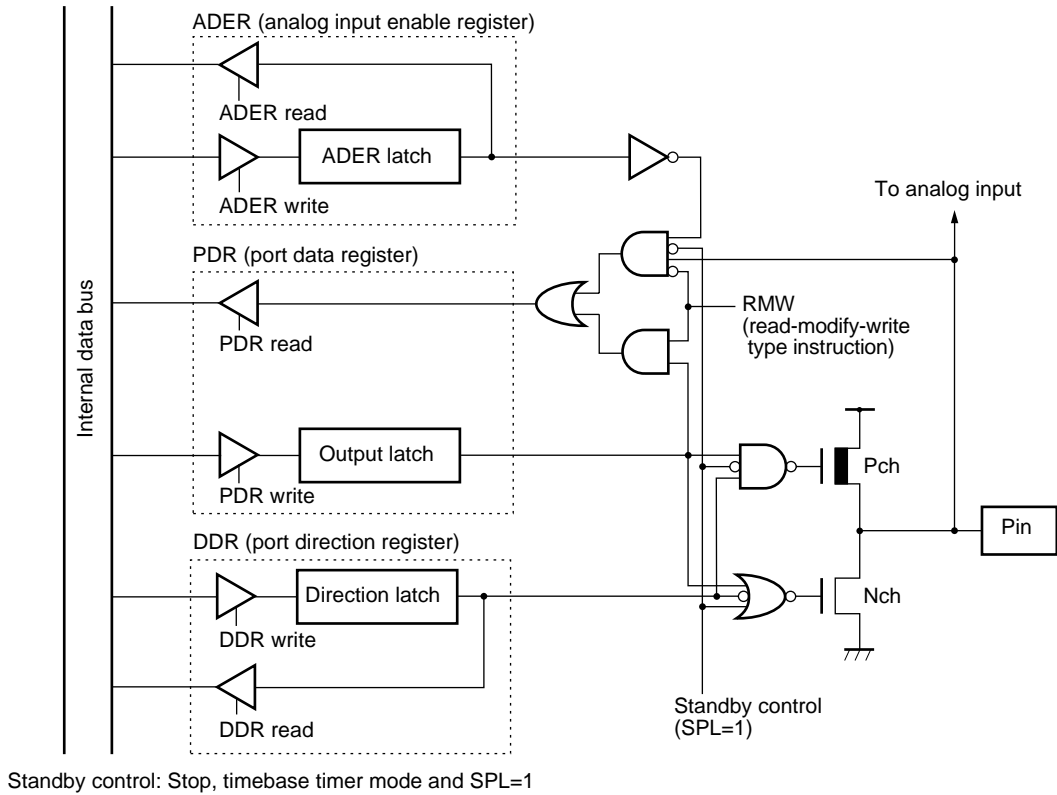 ADER (analog input enable register)
ADER read
ADER latch
ADER write
To analog input
PDR (port data register)
Internal data bus
PDR read
RMW
(read-modify-write
type instruction)
Output latch
PDR write
Pch
Pin
DDR (port direction register)
Direction latch
Nch
DDR write
DDR read
Standby control
(SPL=1)
Standby control: Stop, timebase timer mode and SPL=1